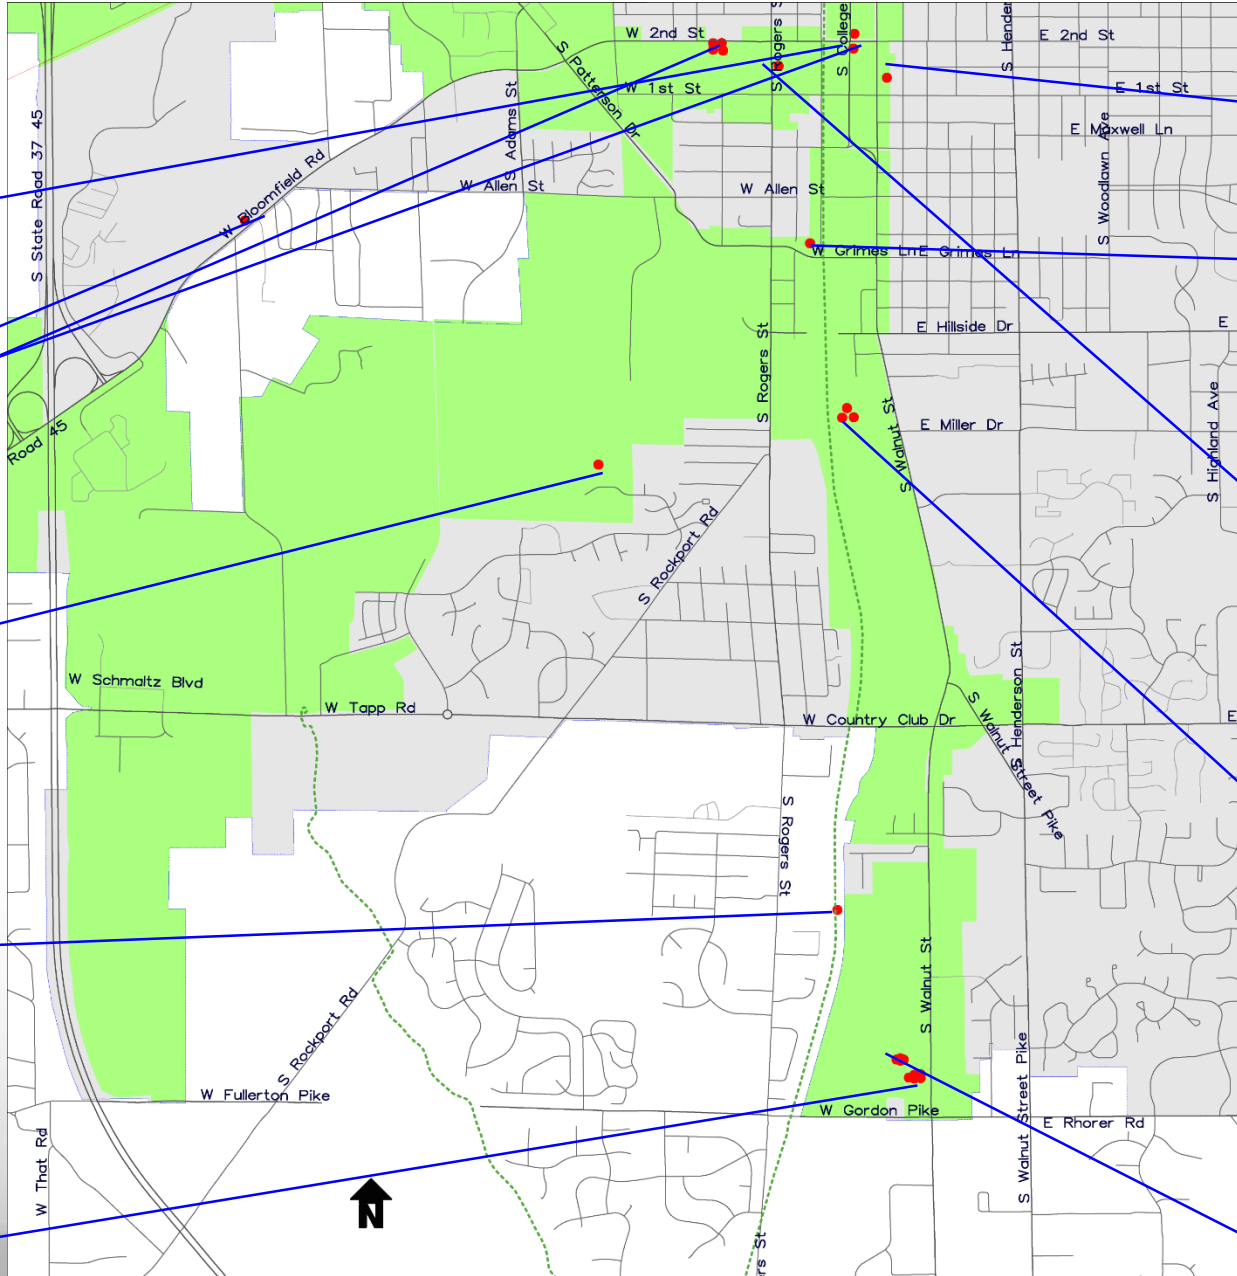 W 2nd St
S Rogers S
S College
S Hender
E 2nd St
S Patterson Dr
W 1st St
E 1st St
S State Road 37 45
S Adams St
E Maxwell Ln
S Woodlawn Ave
W Bloomfield Rd
W Allen St
W Allen St
W Grimes Ln
E Grimes Ln
E Hillside Dr
E
S Rogers St
Road 45
S Walnut St
E Miller Dr
S Highland Ave
S Rockport Rd
W Schmaltz Blvd
W Tapp Rd
W Country Club Dr
S Henderson St
E
S Walnut Street Pike
S Rogers St
S Walnut St
S Rockport Rd
W Fullerton Pike
W Gordon Pike
S Walnut Street Pike
E Rhorer Rd
W That Rd
N
ers St